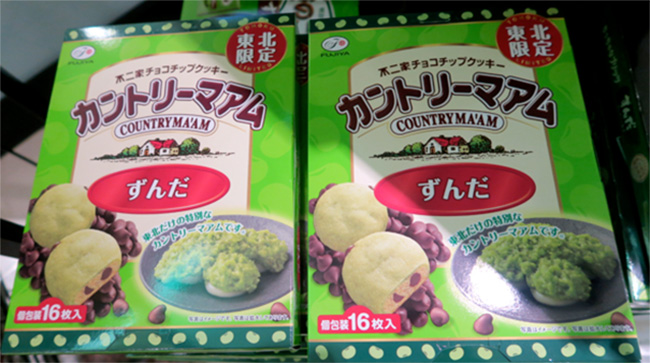 東北
限定
FUJIYA
不二家チョコチップクッキー
カントリーマアム
COUNTRY MA'AM
ずんだ
東北だけの特別な
カントリーマアムです。
個包装16枚入
東北
限定
FUJIYA
不二家チョコチップクッキー
カントリーマアム
COUNTRY MA'AM
ずんだ
東北だけの特別な
カントリーマアムです。
個包装16枚入